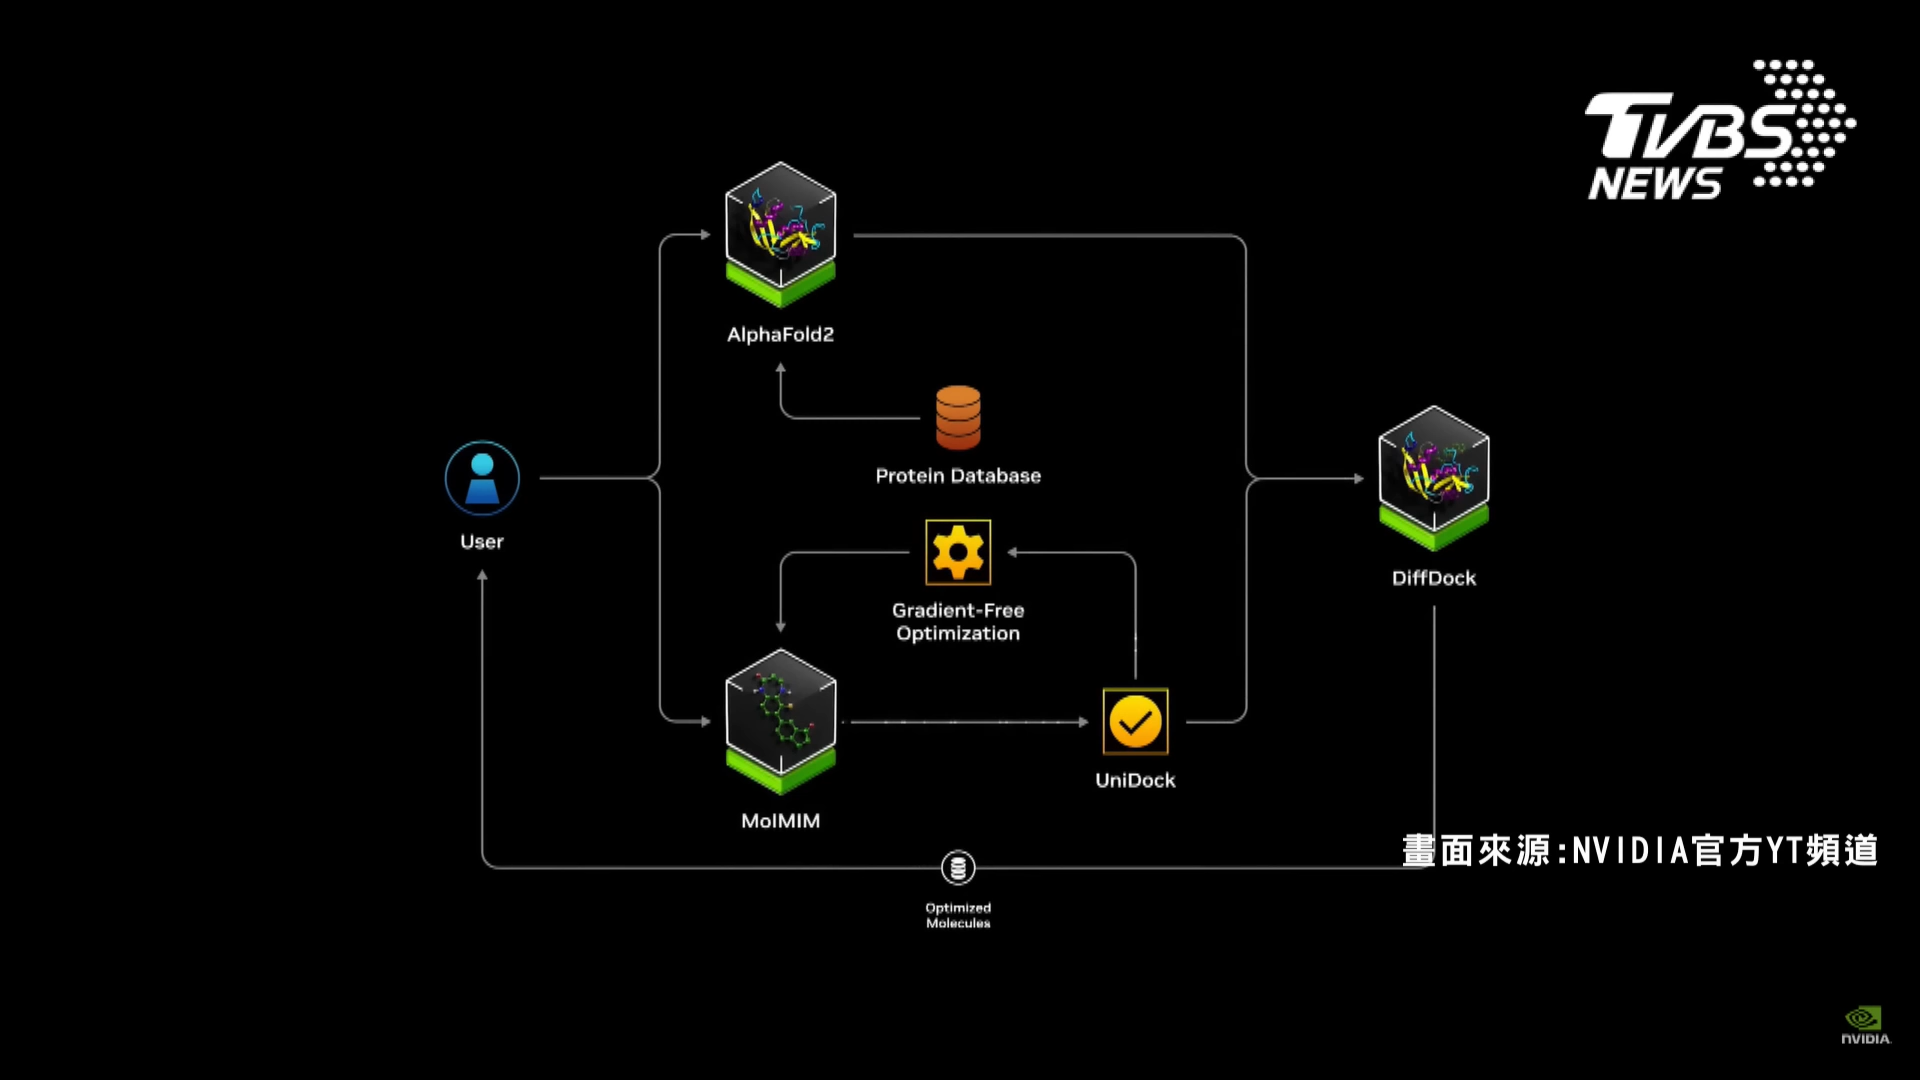 TVBS
NEWS
AlphaFold2
Protein Database
User
Gradient-Free
Optimization
DiffDock
UniDock
MolMIM
畫面來源:NVIDIA官方YT頻道
Optimized
Molecules
NVIDIA